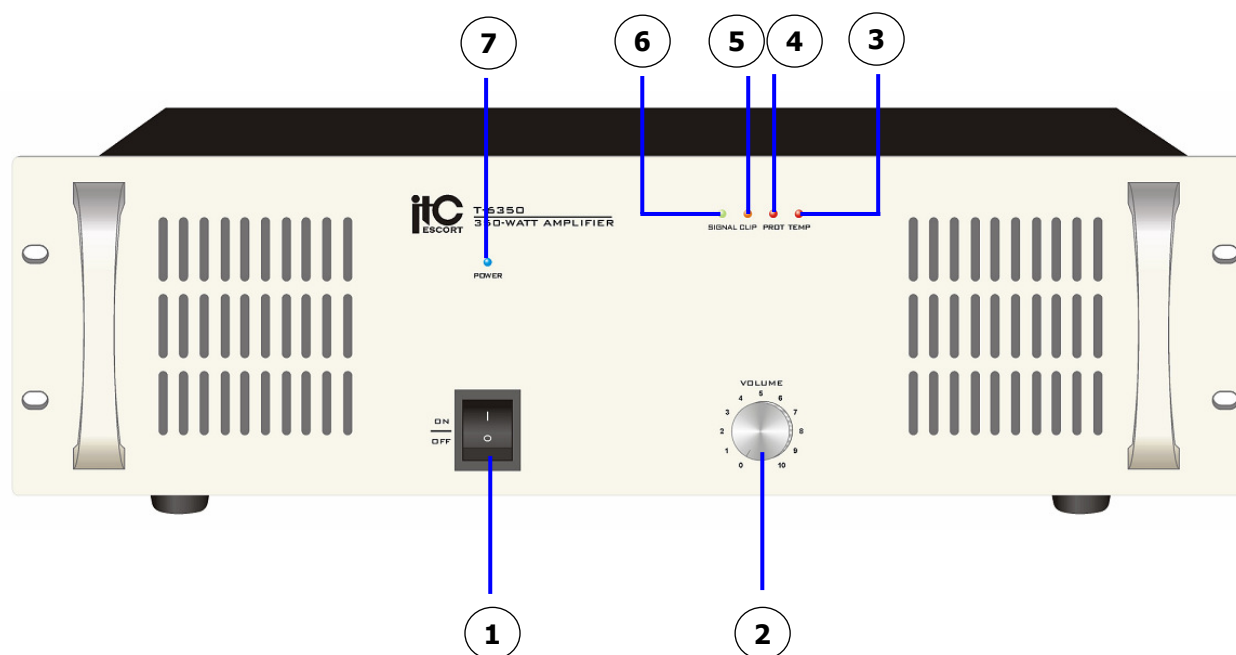 7
6
5
4
3
itc
ESCORT
T-6350
350-WATT AMPLIFIER
SIGNAL CLIP PROT TEMP
POWER
ON
OFF
I
O
VOLUME
0 1 2 3 4 5 6 7 8 9 10
1
2